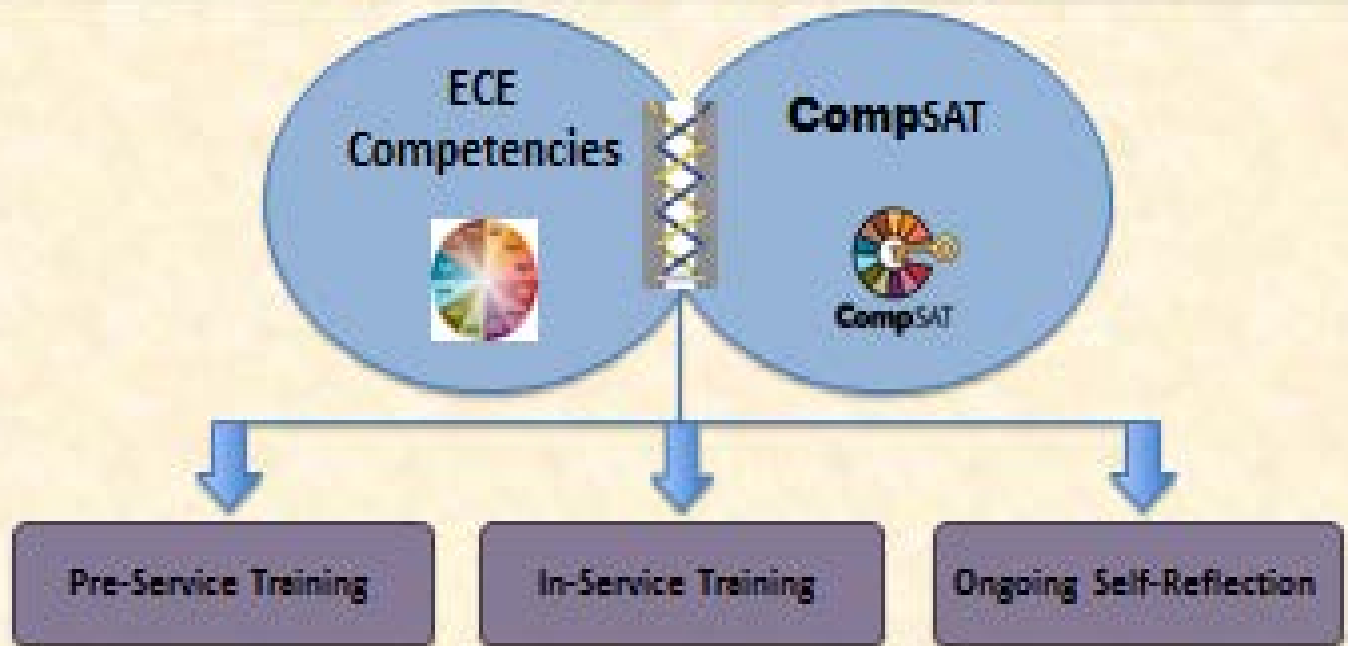 ECE
Competencies
CompSAT
CompSAT
Pre-Service Training
In-Service Training
Ongoing Self-Reflection